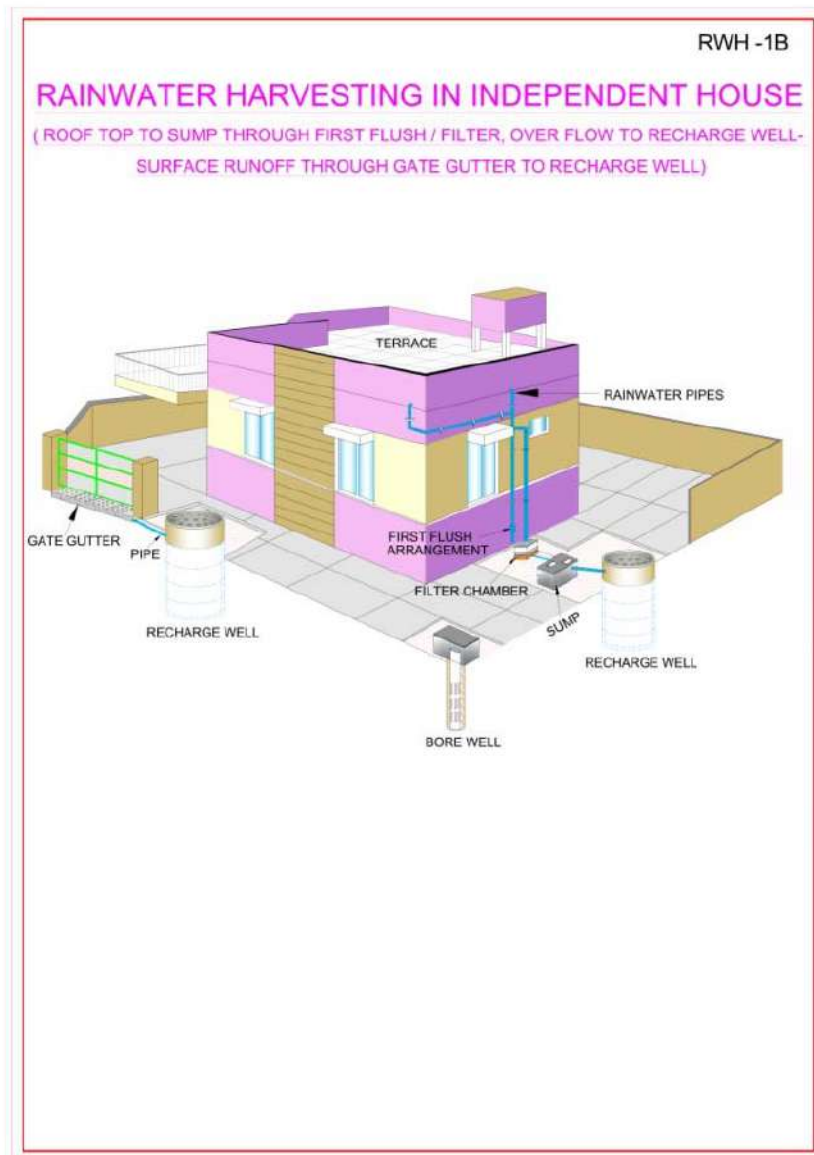 RWH -1B
RAINWATER HARVESTING IN INDEPENDENT HOUSE
( ROOF TOP TO SUMP THROUGH FIRST FLUSH / FILTER, OVER FLOW TO RECHARGE WELL-
SURFACE RUNOFF THROUGH GATE GUTTER TO RECHARGE WELL)
TERRACE
RAINWATER PIPES
GATE GUTTER
PIPE
FIRST FLUSH
ARRANGEMENT
FILTER CHAMBER
SUMP
RECHARGE WELL
RECHARGE WELL
BORE WELL